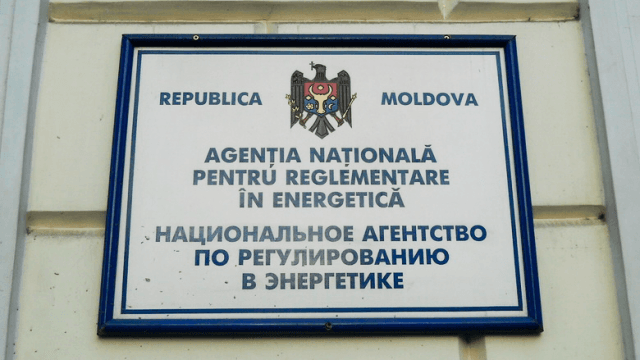 REPUBLICA MOLDOVA
AGENȚIA NAȚIONALĂ
PENTRU REGLEMENTARE
ÎN ENERGETICĂ
НАЦИОНАЛЬНОЕ АГЕНТСТВО
ПО РЕГУЛИРОВАНИЮ
В ЭНЕРГЕТИКЕ